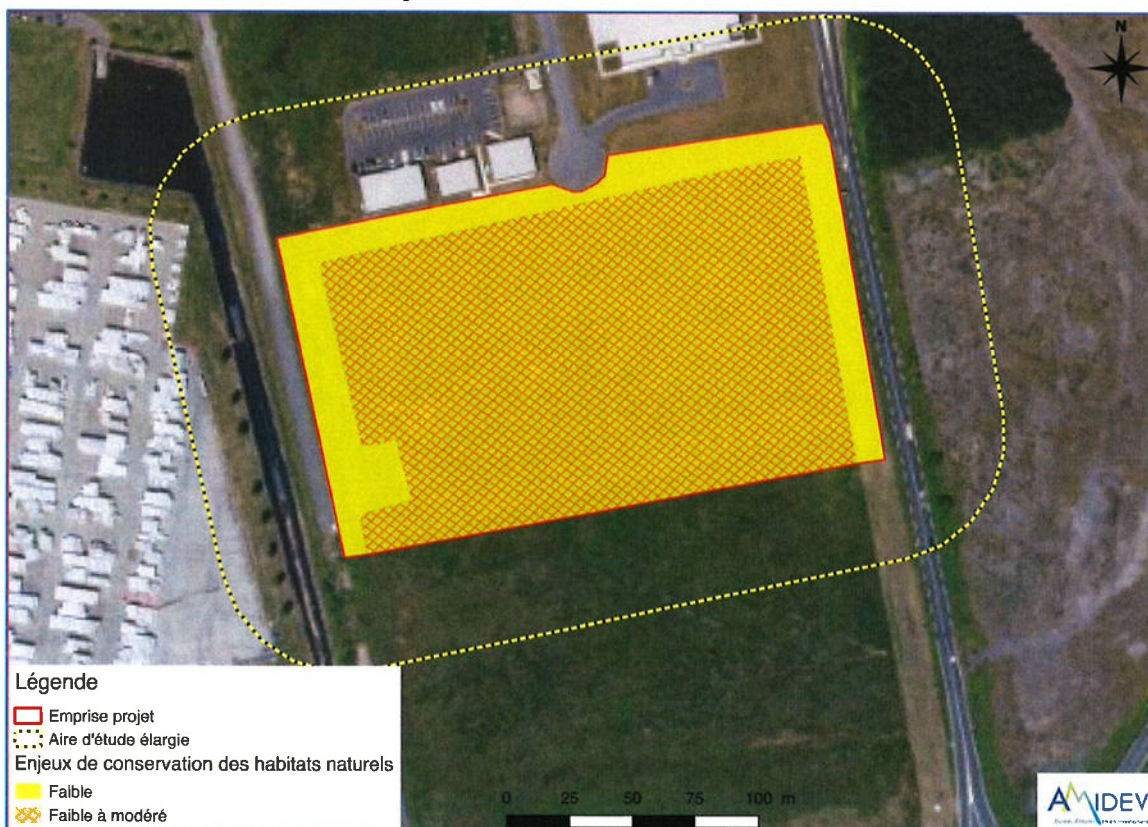 N
Légende
Emprise projet
Aire d'étude élargie
Enjeux de conservation des habitats naturels
Faible
Faible à modéré
0 25 50 75 100 m
AMIDEV